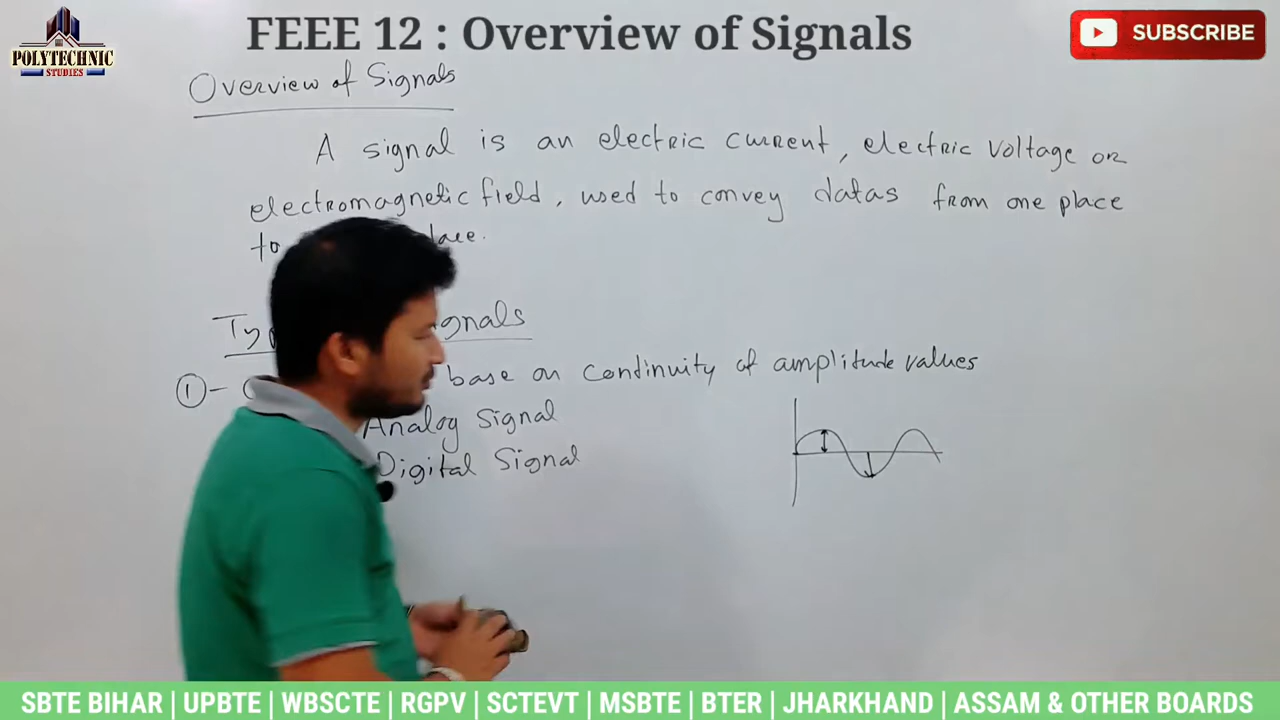 FEEE 12 : Overview of Signals
POLYTECHNIC
STUDIES
SUBSCRIBE
Overview of Signals
A signal is an electric current, electric voltage or
electromagnetic field, used to convey datas from one place
to
Signals
①- base on continuity of amplitude values
Analog Signal
Digital Signal
SBTE BIHAR | UPBTE | WBSCTE | RGPV | SCTEVT | MSBTE | BTER | JHARKHAND | ASSAM & OTHER BOARDS